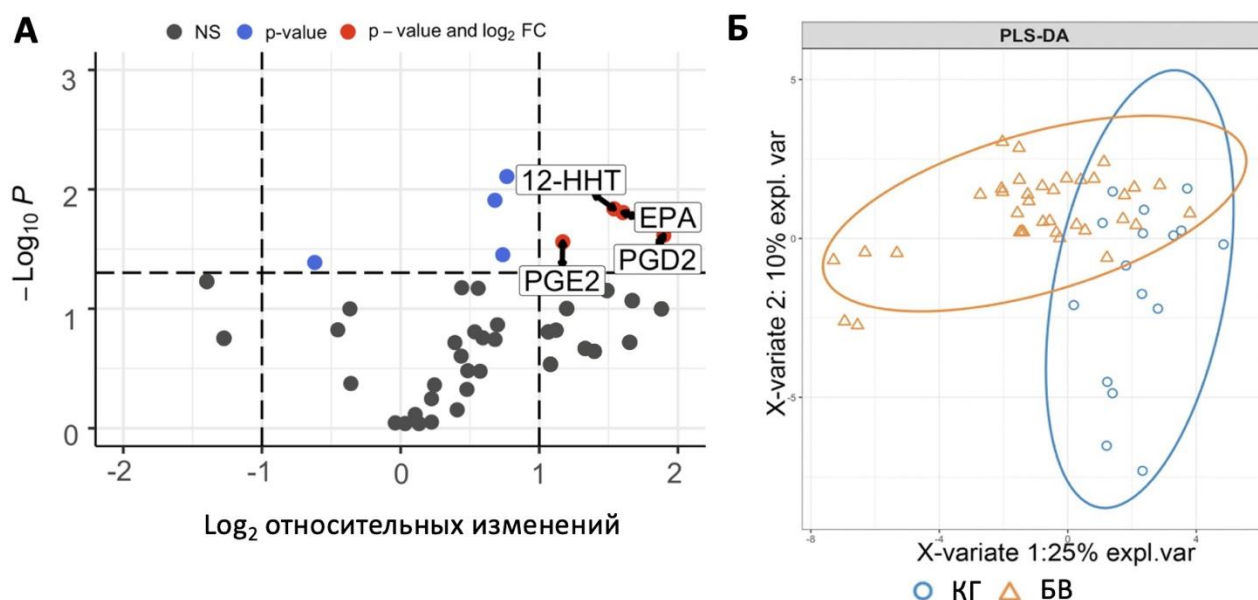 А
NS p-value p – value and log₂ FC
3
2
1
0
–Log₁₀ P
12-HHT
EPA
PGD2
PGE2
-2 -1 0 1 2
Log₂ относительных изменений
Б
PLS-DA
5
0
-5
X-variate 2: 10% expl. var
-8 -4 0 4
X-variate 1:25% expl.var
КГ БВ